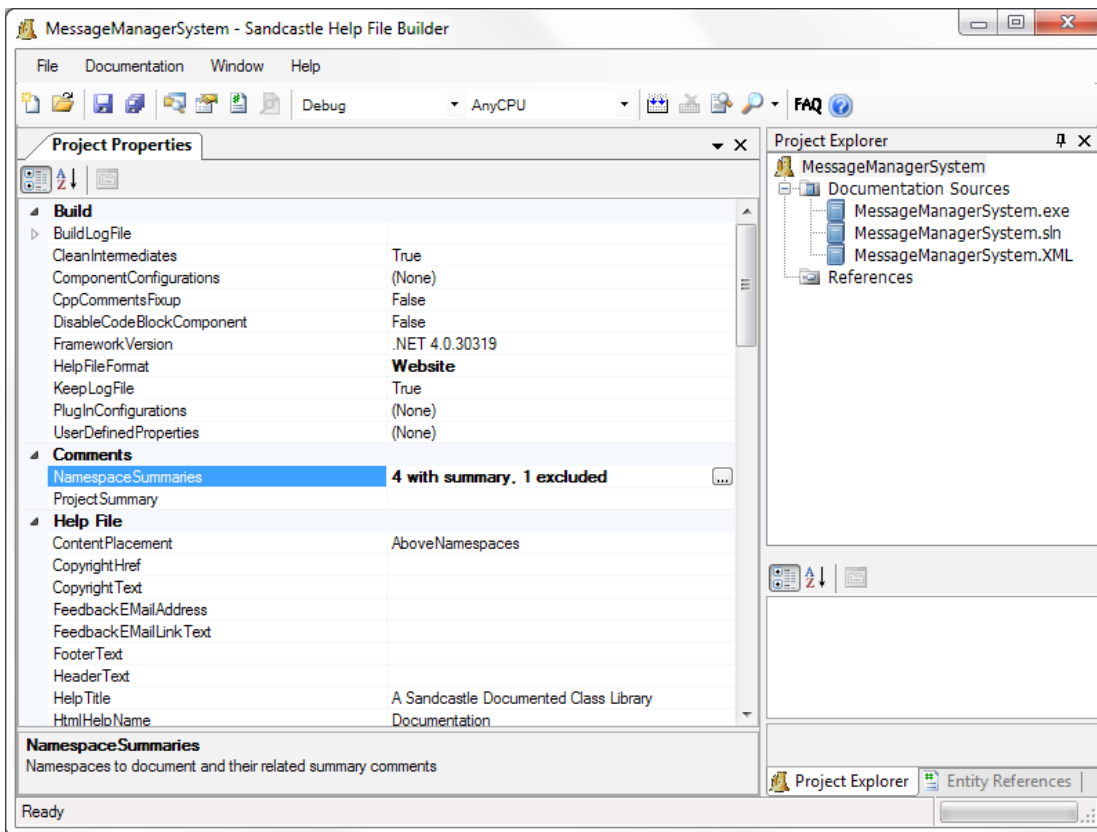 MessageManagerSystem - Sandcastle Help File Builder
File Documentation Window Help
Debug AnyCPU FAQ
Project Properties
Build
BuildLogFile
CleanIntermediates True
ComponentConfigurations (None)
CppCommentsFixup False
DisableCodeBlockComponent False
FrameworkVersion .NET 4.0.30319
HelpFileFormat Website
KeepLogFile True
PlugInConfigurations (None)
UserDefinedProperties (None)
Comments
NamespaceSummaries 4 with summary, 1 excluded ...
ProjectSummary
Help File
ContentPlacement AboveNamespaces
CopyrightHref
CopyrightText
FeedbackEMailAddress
FeedbackEMailLinkText
FooterText
HeaderText
HelpTitle A Sandcastle Documented Class Library
HtmlHelpName Documentation
NamespaceSummaries
Namespaces to document and their related summary comments
Project Explorer
MessageManagerSystem
Documentation Sources
MessageManagerSystem.exe
MessageManagerSystem.sln
MessageManagerSystem.XML
References
Project Explorer Entity References
Ready